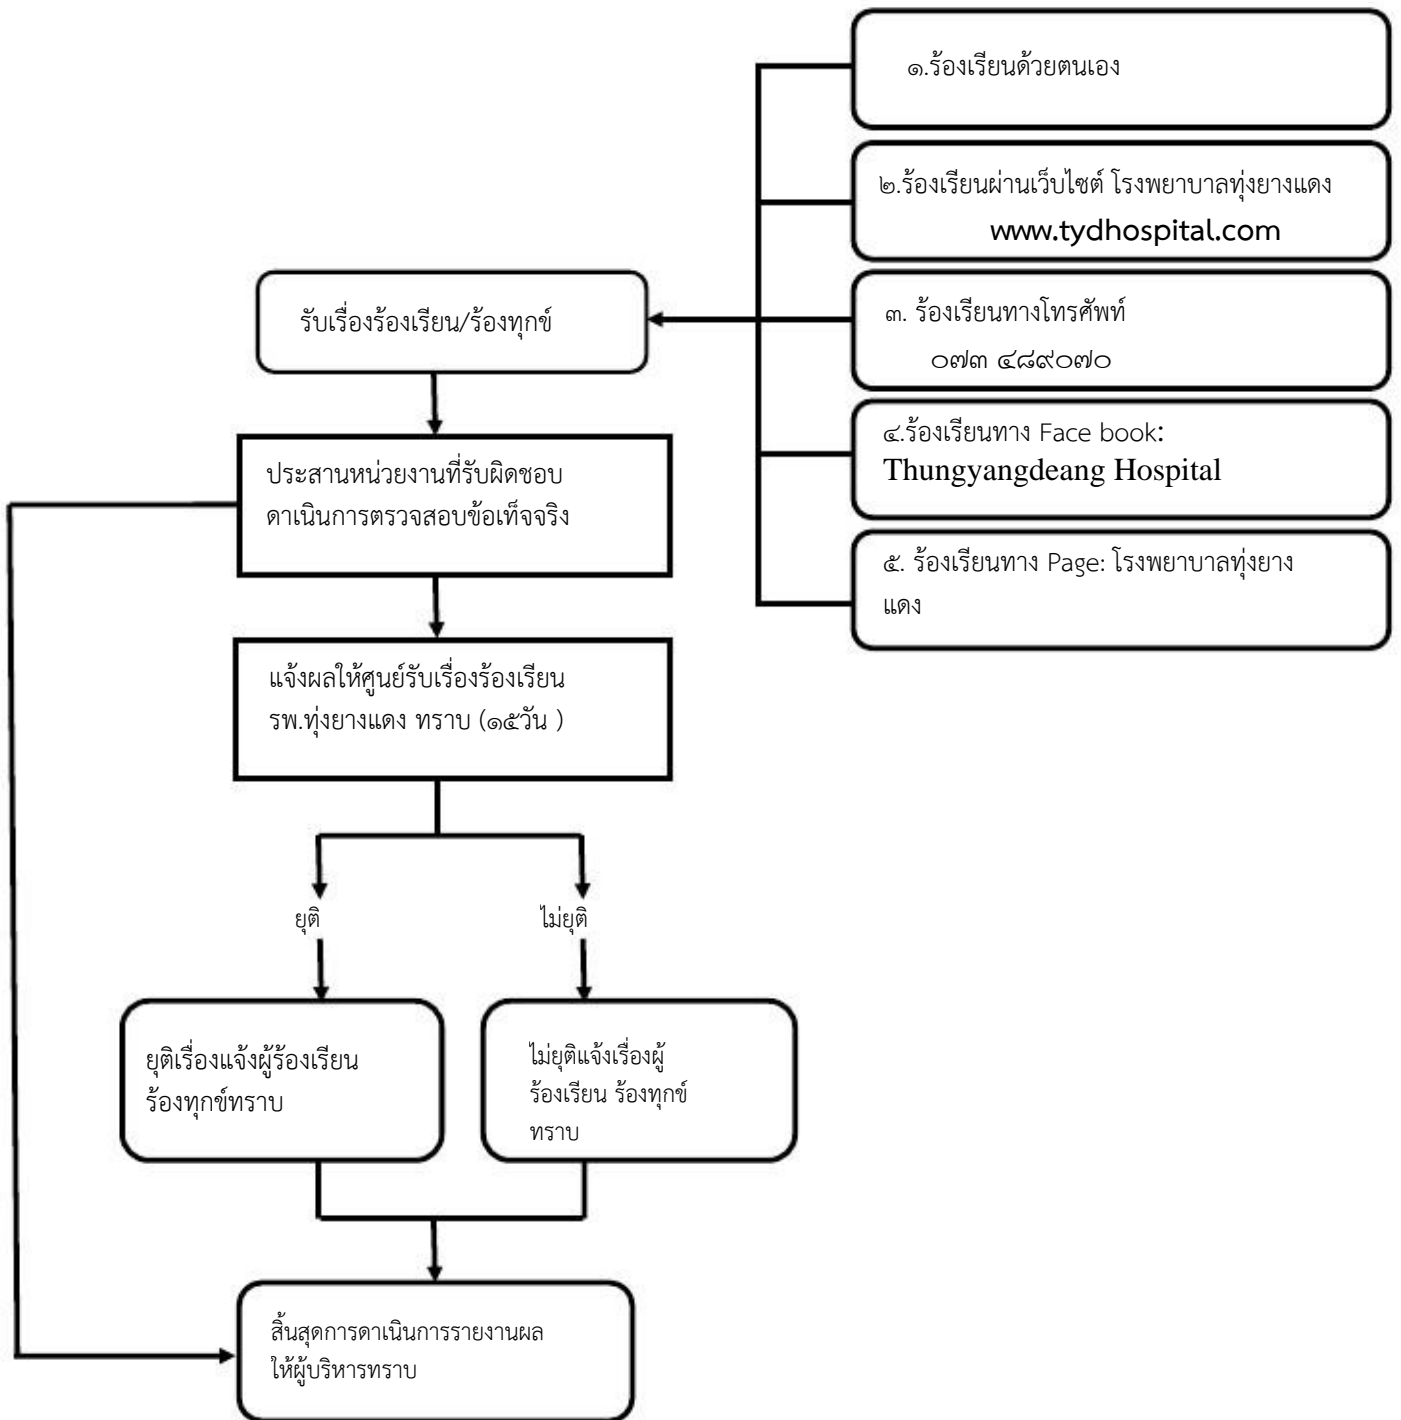 ๑.ร้องเรียนด้วยตนเอง
๒.ร้องเรียนผ่านเว็บไซต์ โรงพยาบาลทุ่งยางแดง
www.tydhospital.com
๓. ร้องเรียนทางโทรศัพท์
๐๗๓ ๔๘๙๐๗๐
๔.ร้องเรียนทาง Face book:
Thungyangdeang Hospital
๕. ร้องเรียนทาง Page: โรงพยาบาลทุ่งยาง
แดง
รับเรื่องร้องเรียน/ร้องทุกข์
ประสานหน่วยงานที่รับผิดชอบ
ดาเนินการตรวจสอบข้อเท็จจริง
แจ้งผลให้ศูนย์รับเรื่องร้องเรียน
รพ.ทุ่งยางแดง ทราบ (๑๕วัน )
ยุติ
ไม่ยุติ
ยุติเรื่องแจ้งผู้ร้องเรียน
ร้องทุกข์ทราบ
ไม่ยุติแจ้งเรื่องผู้
ร้องเรียน ร้องทุกข์
ทราบ
สิ้นสุดการดาเนินการรายงานผล
ให้ผู้บริหารทราบ